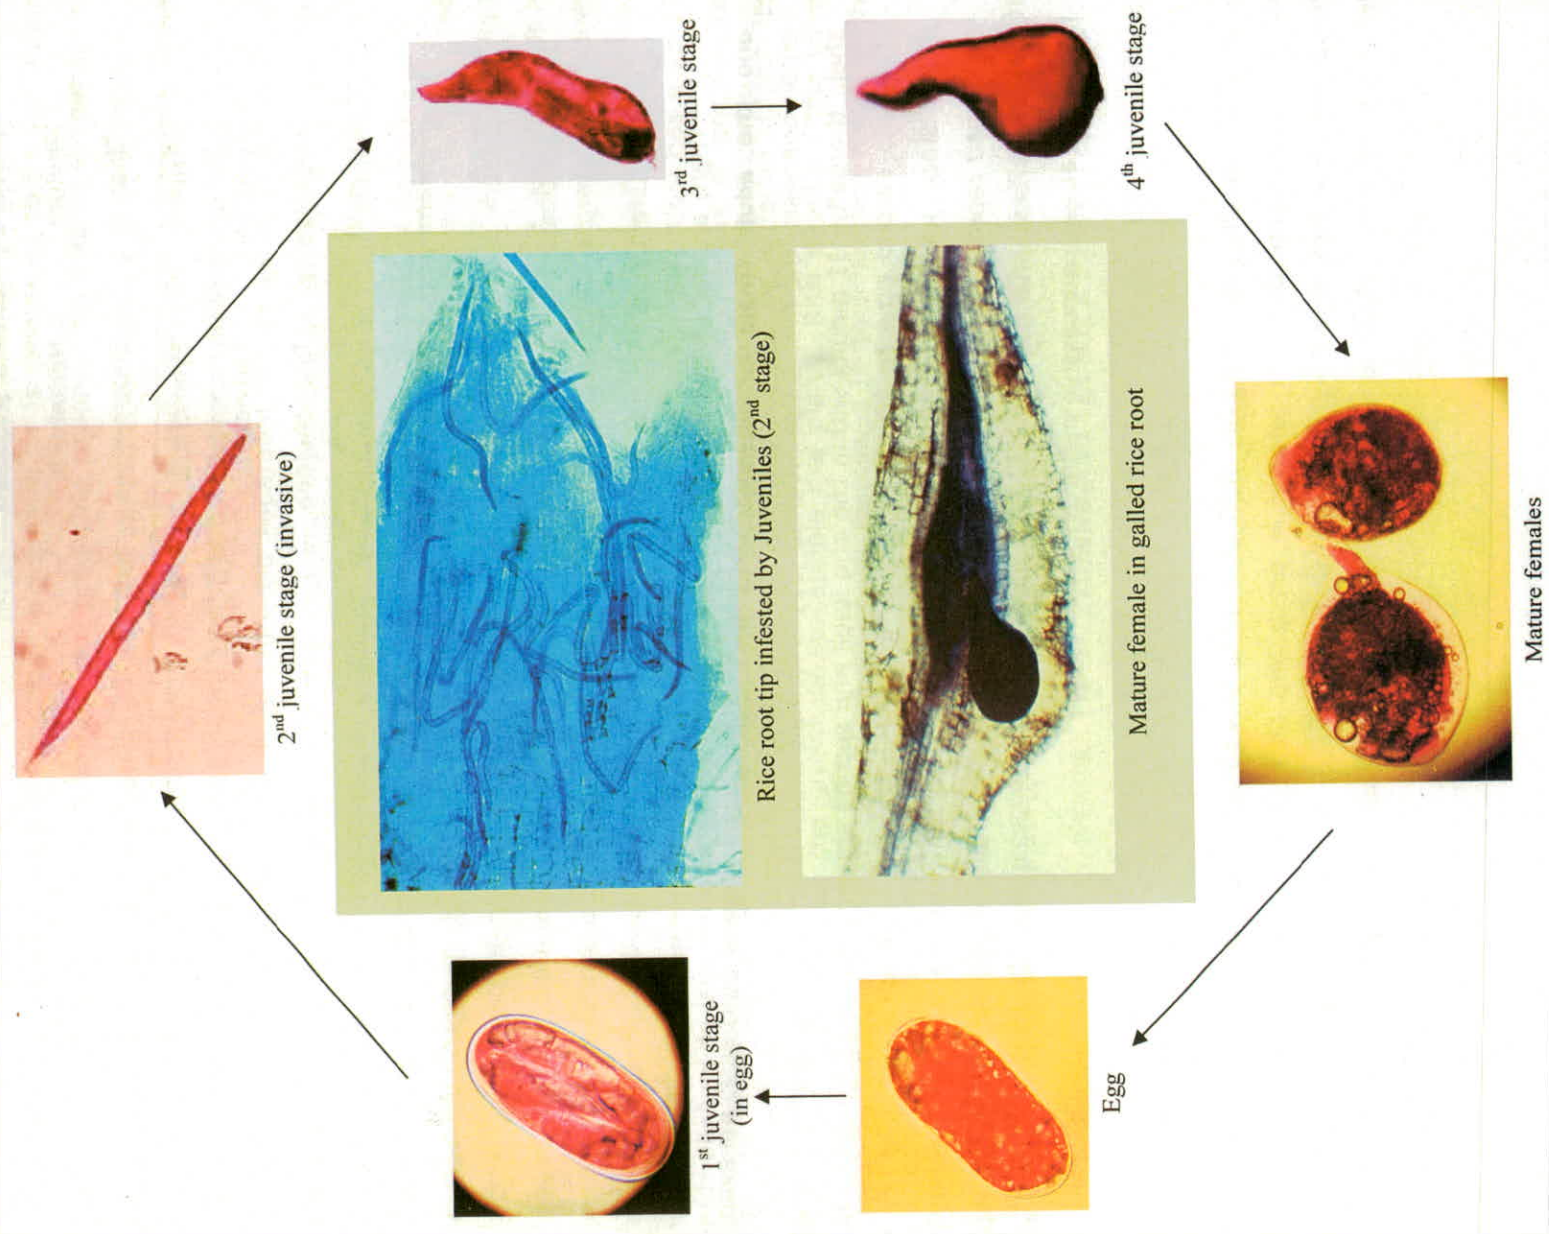 2nd juvenile stage (invasive)
3rd juvenile stage
4th juvenile stage
Mature females
Egg
1st juvenile stage
(in egg)
Rice root tip infested by Juveniles (2nd stage)
Mature female in galled rice root